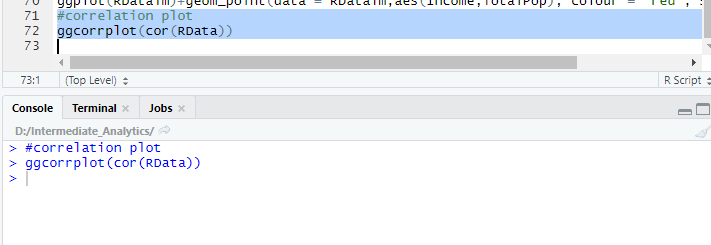 70 ggplot(RDataIm)+geom_point(data = RDataIm,aes(Income,TotalPop), colour = "red",
71 #correlation plot
72 ggcorrplot(cor(RData))
73
73:1 (Top Level) R Script
Console Terminal × Jobs ×
D:/Intermediate_Analytics/
> #correlation plot
> ggcorrplot(cor(RData))
>